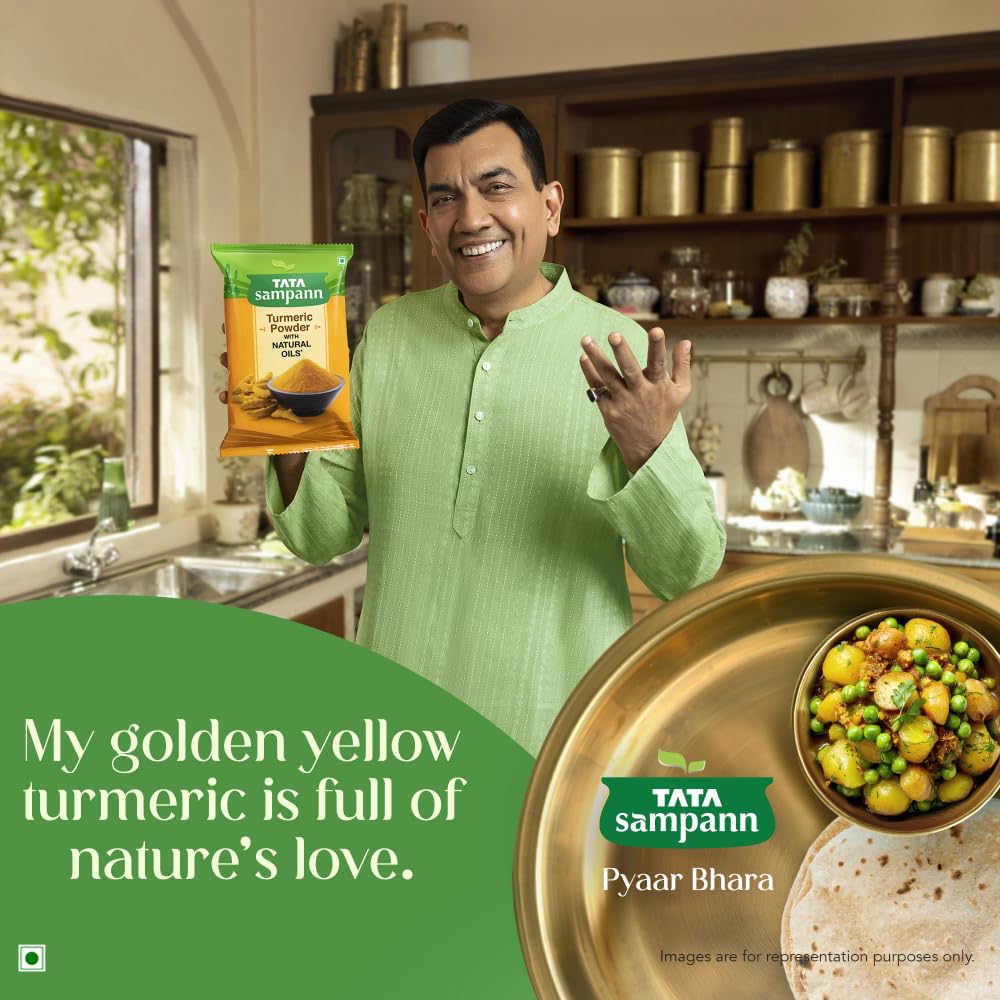 TATA
sampann
Turmeric
Powder
WITH
NATURAL
OILS*
My golden yellow
turmeric is full of
nature's love.
TATA
sampann
Pyaar Bhara
Images are for representation purposes only.